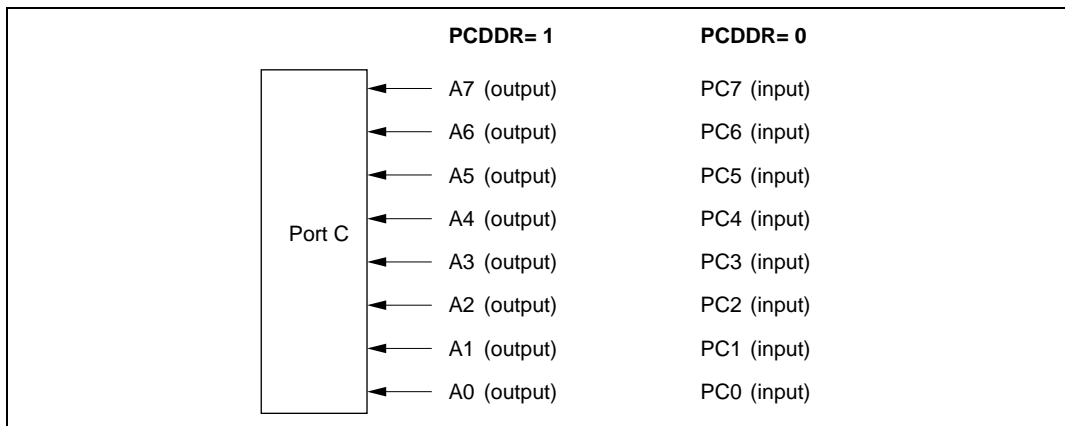 PCDDR= 1 PCDDR= 0
A7 (output) PC7 (input)
A6 (output) PC6 (input)
A5 (output) PC5 (input)
A4 (output) PC4 (input)
Port C
A3 (output) PC3 (input)
A2 (output) PC2 (input)
A1 (output) PC1 (input)
A0 (output) PC0 (input)